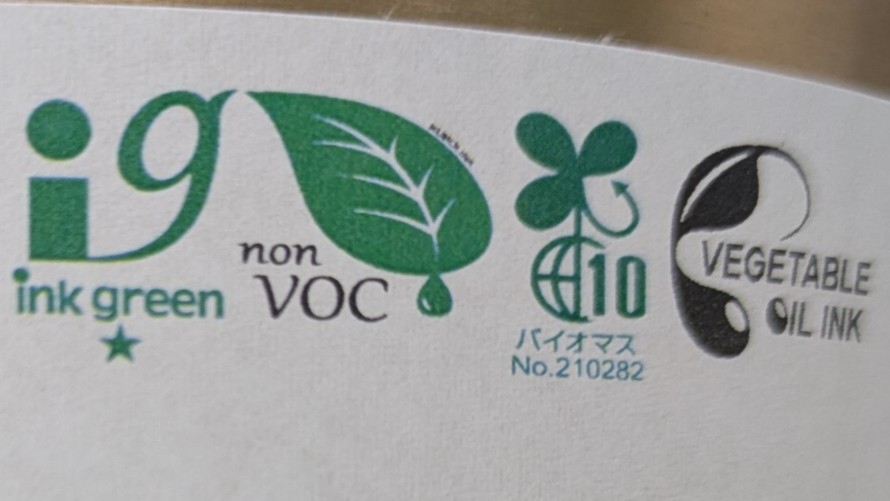 ig
ink green
★
non
VOC
10
バイオマス
No.210282
VEGETABLE
OIL INK